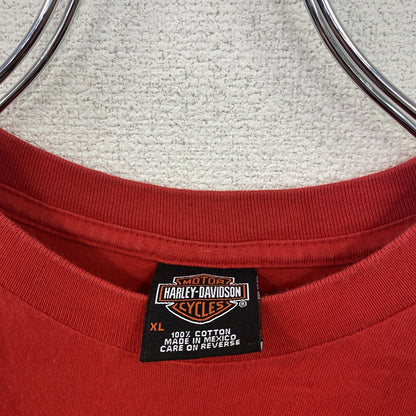 MOTOR
HARLEY-DAVIDSON
CYCLES ®
XL
100% COTTON
MADE IN MEXICO
CARE ON REVERSE